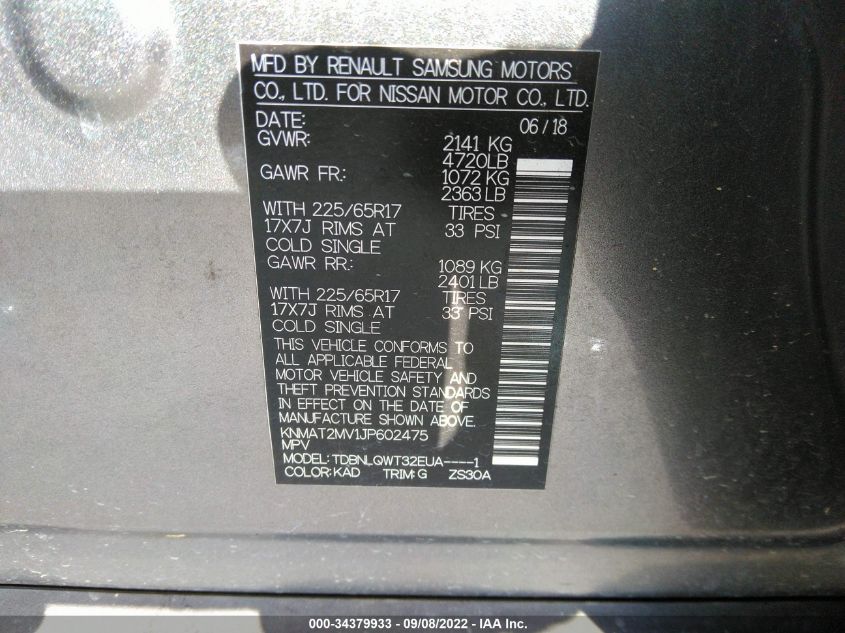 MFD BY RENAULT SAMSUNG MOTORS
CO., LTD. FOR NISSAN MOTOR CO., LTD.
DATE: 06/18
GVWR: 2141 KG
4720LB
GAWR FR.: 1072 KG
2363 LB
WITH 225/65R17 TIRES
17X7J RIMS AT 33 PSI
COLD SINGLE
GAWR RR.: 1089 KG
2401 LB
WITH 225/65R17 TIRES
17X7J RIMS AT 33 PSI
COLD SINGLE
THIS VEHICLE CONFORMS TO
ALL APPLICABLE FEDERAL
MOTOR VEHICLE SAFETY AND
THEFT PREVENTION STANDARDS
IN EFFECT ON THE DATE OF
MANUFACTURE SHOWN ABOVE.
KNMAT2MV1JP602475
MPV
MODEL: TDBNLQWT32EUA----1
COLOR: KAD TRIM: G ZS30A
000-34379933 - 09/08/2022 - IAA Inc.